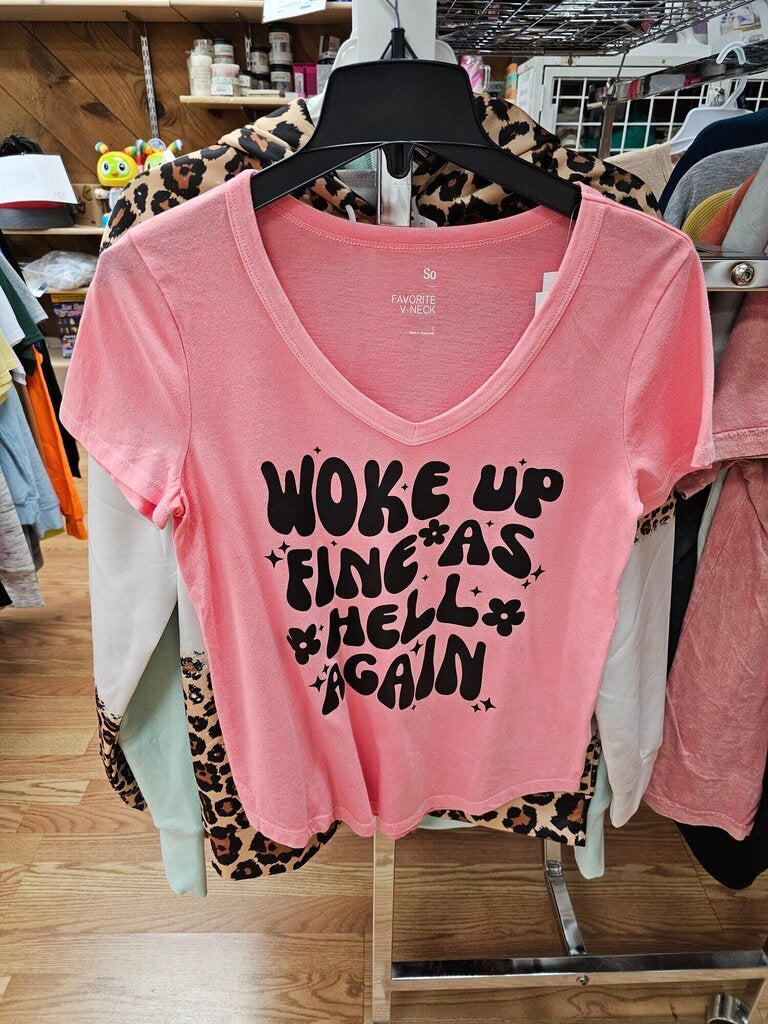 So
FAVORITE
V-NECK
WOKE UP
FINE AS
HELL
AGAIN